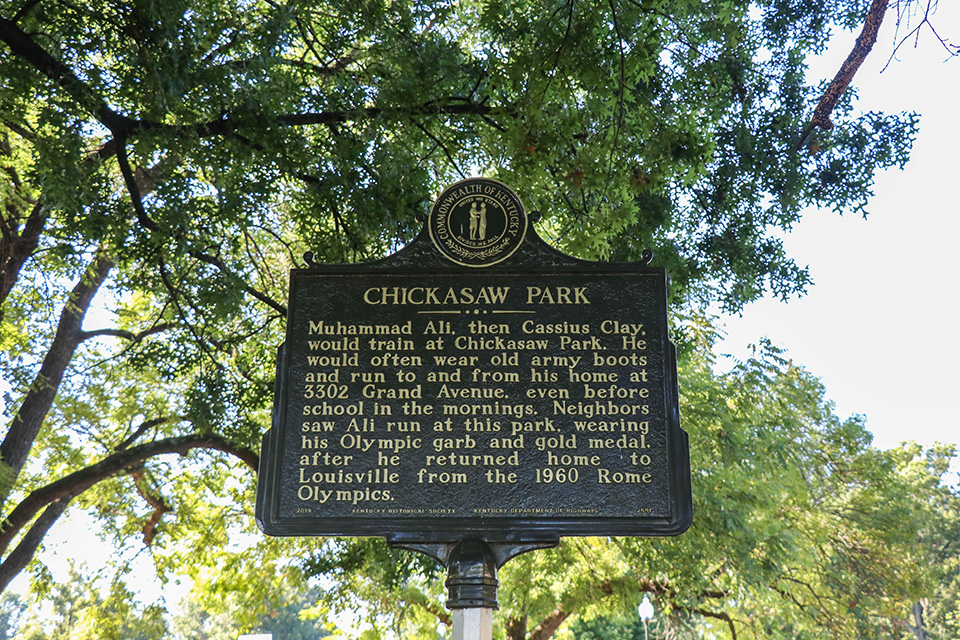 COMMONWEALTH OF KENTUCKY
CHICKASAW PARK
Muhammad Ali, then Cassius Clay,
would train at Chickasaw Park. He
would often wear old army boots
and run to and from his home at
3302 Grand Avenue, even before
school in the mornings. Neighbors
saw Ali run at this park, wearing
his Olympic garb and gold medal,
after he returned home to
Louisville from the 1960 Rome
Olympics.
2019 KENTUCKY HISTORICAL SOCIETY KENTUCKY DEPARTMENT OF HIGHWAYS